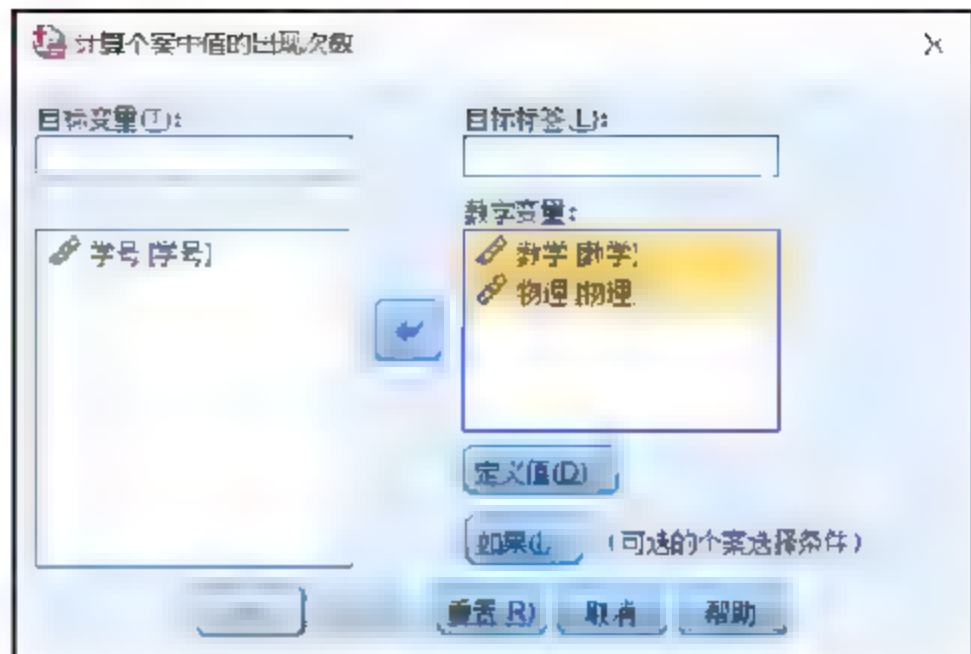 计算个案中值的出现次数
目标变量(T):
目标标签(L):
数字变量:
学号 [学号]
数学 [数学]
物理 [物理]
定义值(D)
如果(I
(可选的个案选择条件)
重置(R)
取消
帮助